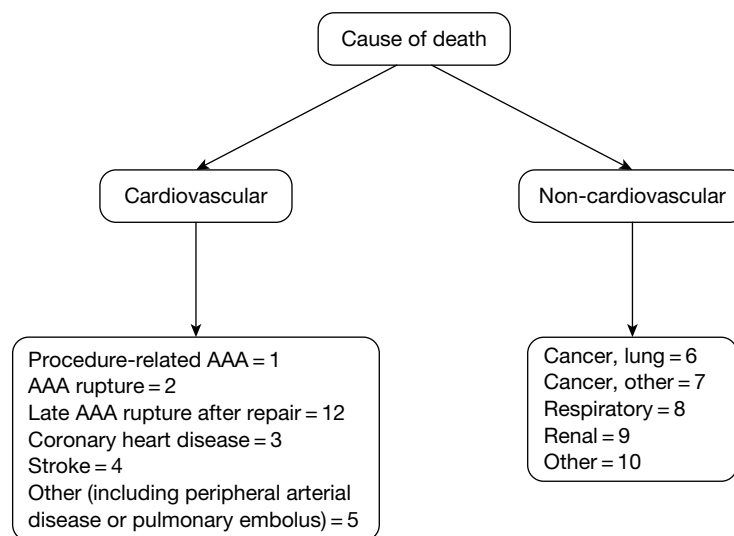 Cause of death
Cardiovascular
Non-cardiovascular
Procedure-related AAA = 1
AAA rupture = 2
Late AAA rupture after repair = 12
Coronary heart disease = 3
Stroke = 4
Other (including peripheral arterial
disease or pulmonary embolus) = 5
Cancer, lung = 6
Cancer, other = 7
Respiratory = 8
Renal = 9
Other = 10